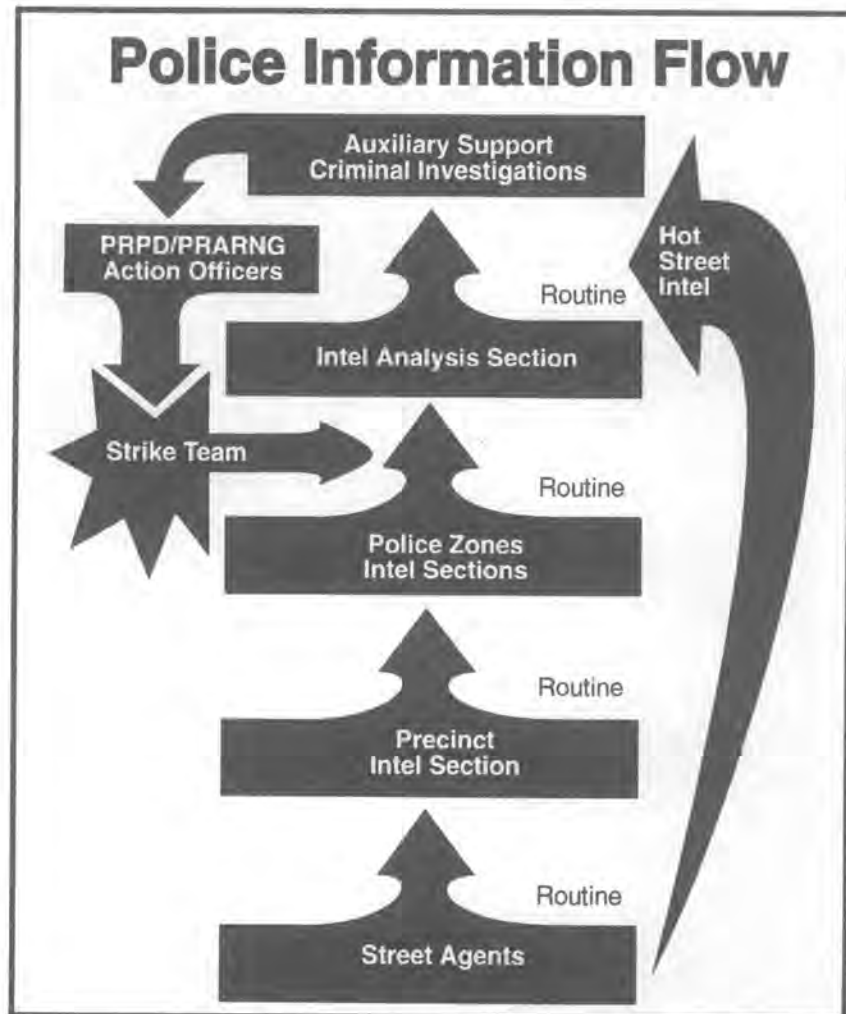 Police Information Flow
Auxiliary Support
Criminal Investigations
PRPD/PRARNG
Action Officers
Hot
Street
Intel
Routine
Intel Analysis Section
Strike Team
Routine
Police Zones
Intel Sections
Routine
Precinct
Intel Section
Routine
Street Agents